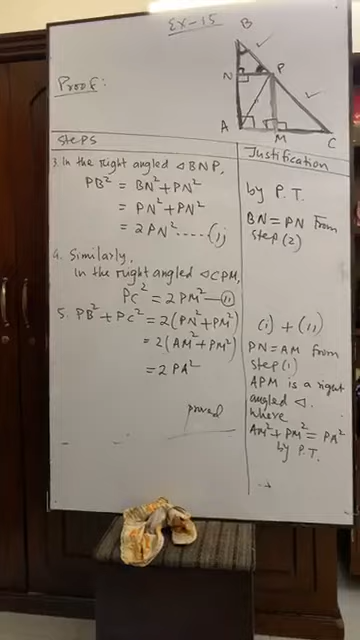 Ex-15
B
Proof:
N
P
A
M
C
Steps
Justification
3. In the right angled ◁BNP,
PB² = BN² + PN²
by P.T.
= PN² + PN²
BN = PN from
step (2)
= 2PN² ----- (i)
4. Similarly,
In the right angled ◁CPM,
PC² = 2PM² — (ii)
5. PB² + PC² = 2(PN² + PM²)
(i) + (ii)
= 2(AM² + PM²)
PN = AM from
step (1)
= 2PA²
APM is a right
angled ◁.
where
AM² + PM² = PA²
by P.T.
proved